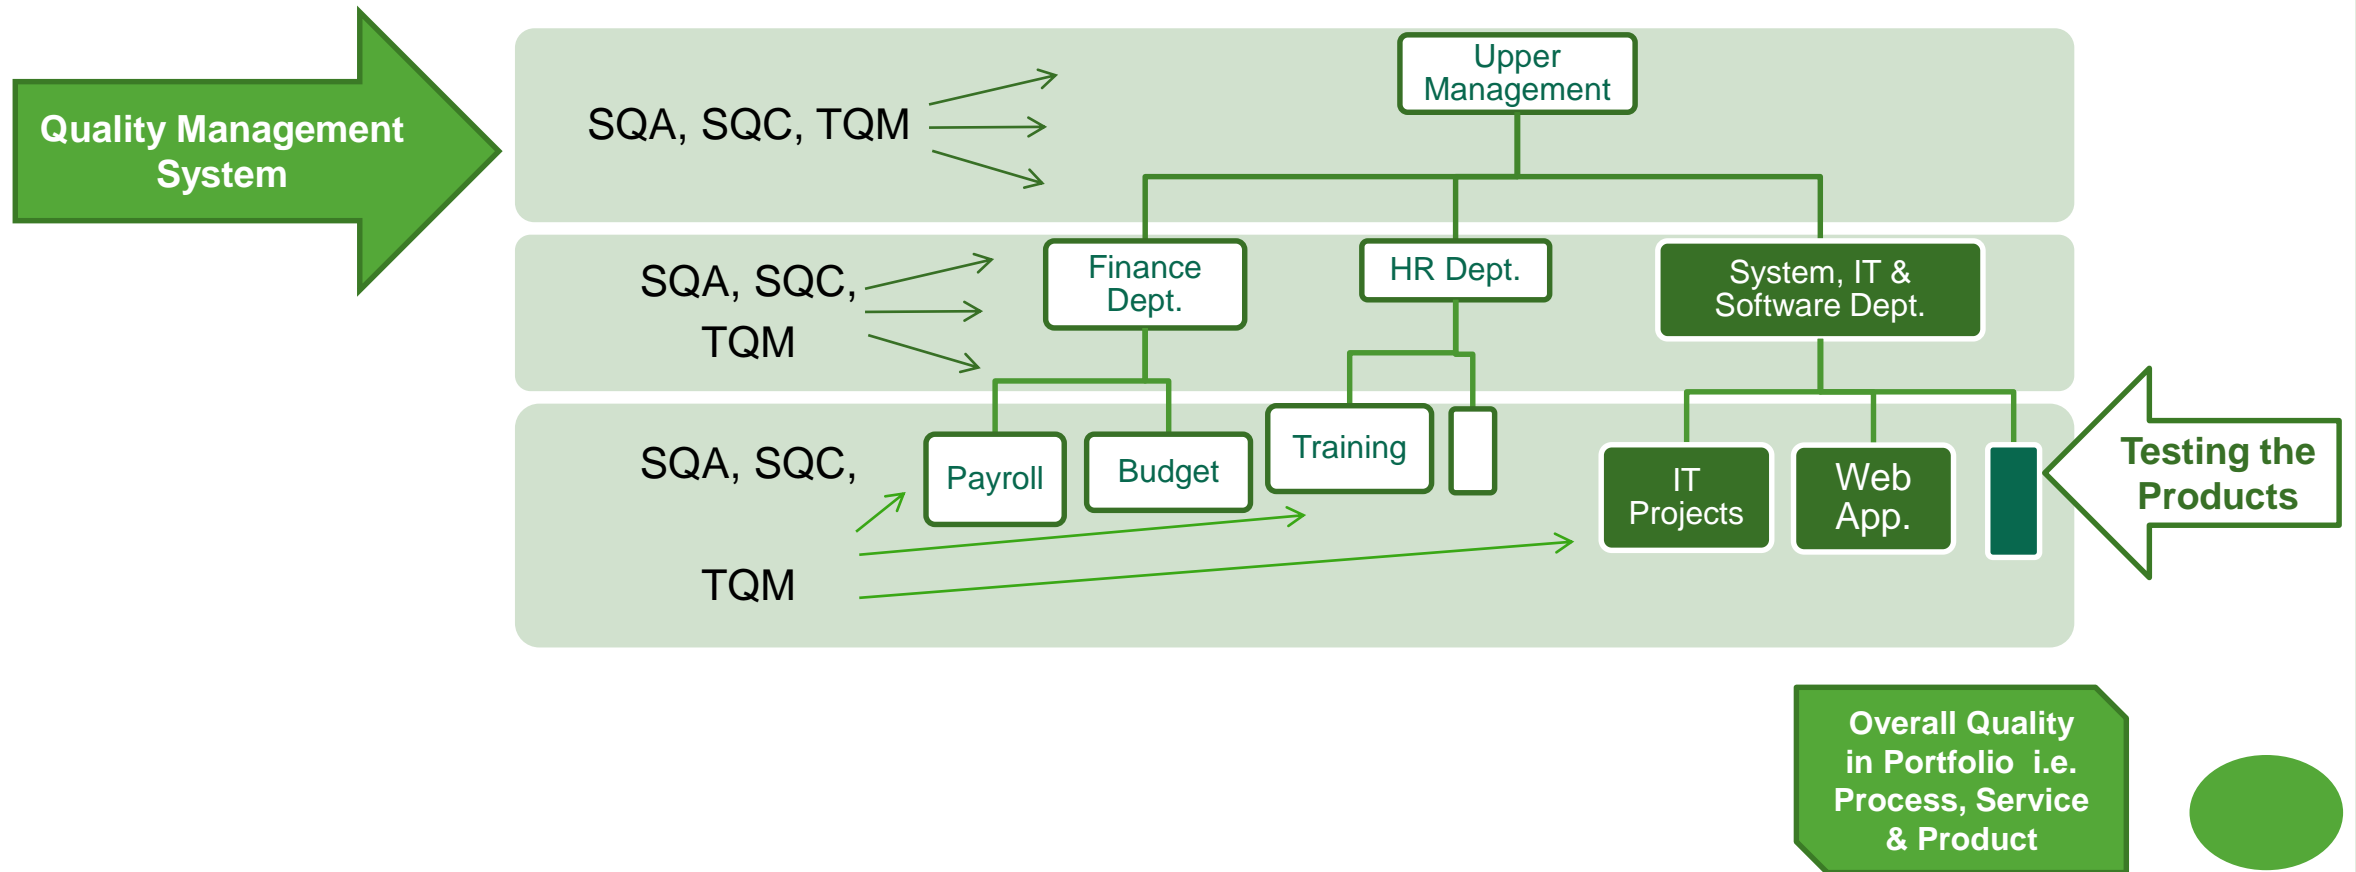 Quality Management
System
SQA, SQC, TQM
Upper
Management
SQA, SQC,
TQM
Finance
Dept.
HR Dept.
System, IT &
Software Dept.
SQA, SQC,
TQM
Payroll
Budget
Training
IT
Projects
Web
App.
Testing the
Products
Overall Quality
in Portfolio  i.e.
Process, Service
& Product